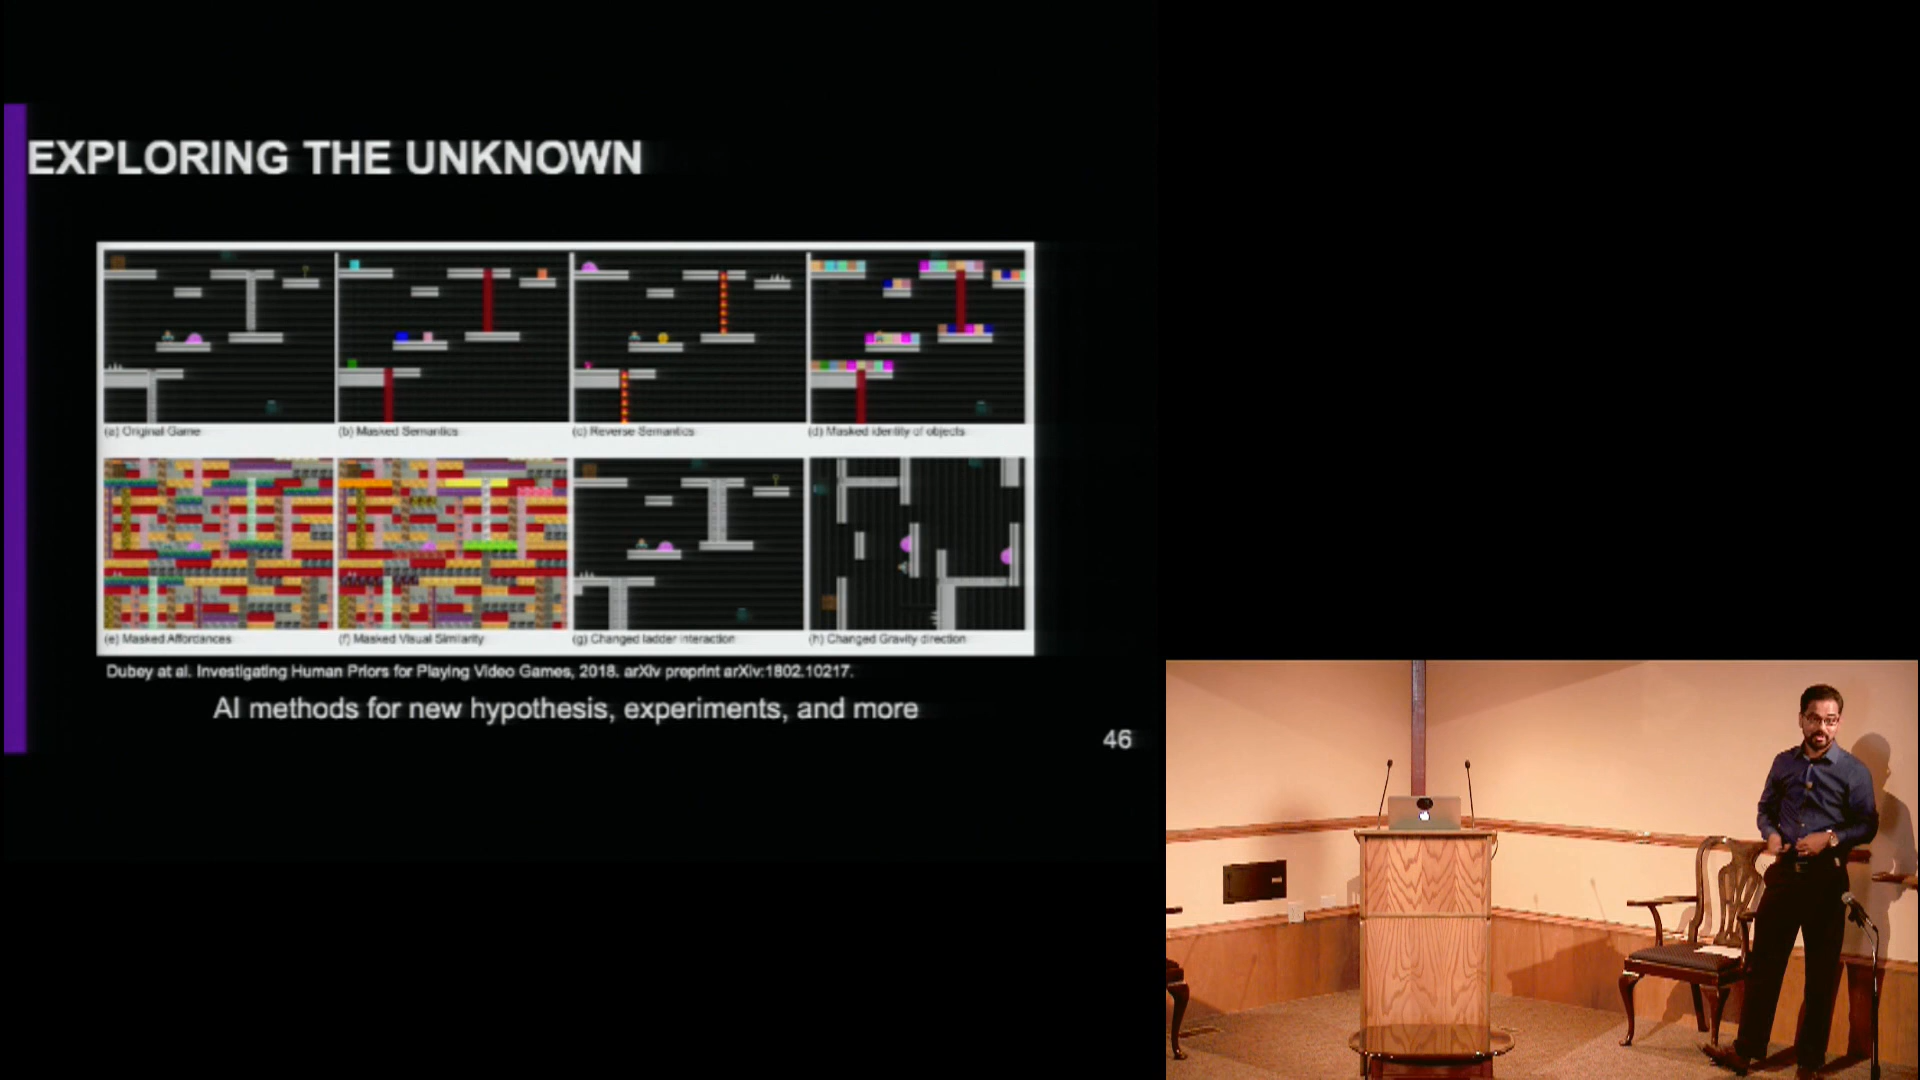 EXPLORING THE UNKNOWN
(a) Original Game
(b) Masked Semantics
(c) Reverse Semantics
(d) Masked identity of objects
(e) Masked Affordances
(f) Masked Visual Similarity
(g) Changed ladder interaction
(h) Changed Gravity direction
Dubey at al. Investigating Human Priors for Playing Video Games, 2018. arXiv preprint arXiv:1802.10217.
AI methods for new hypothesis, experiments, and more
46